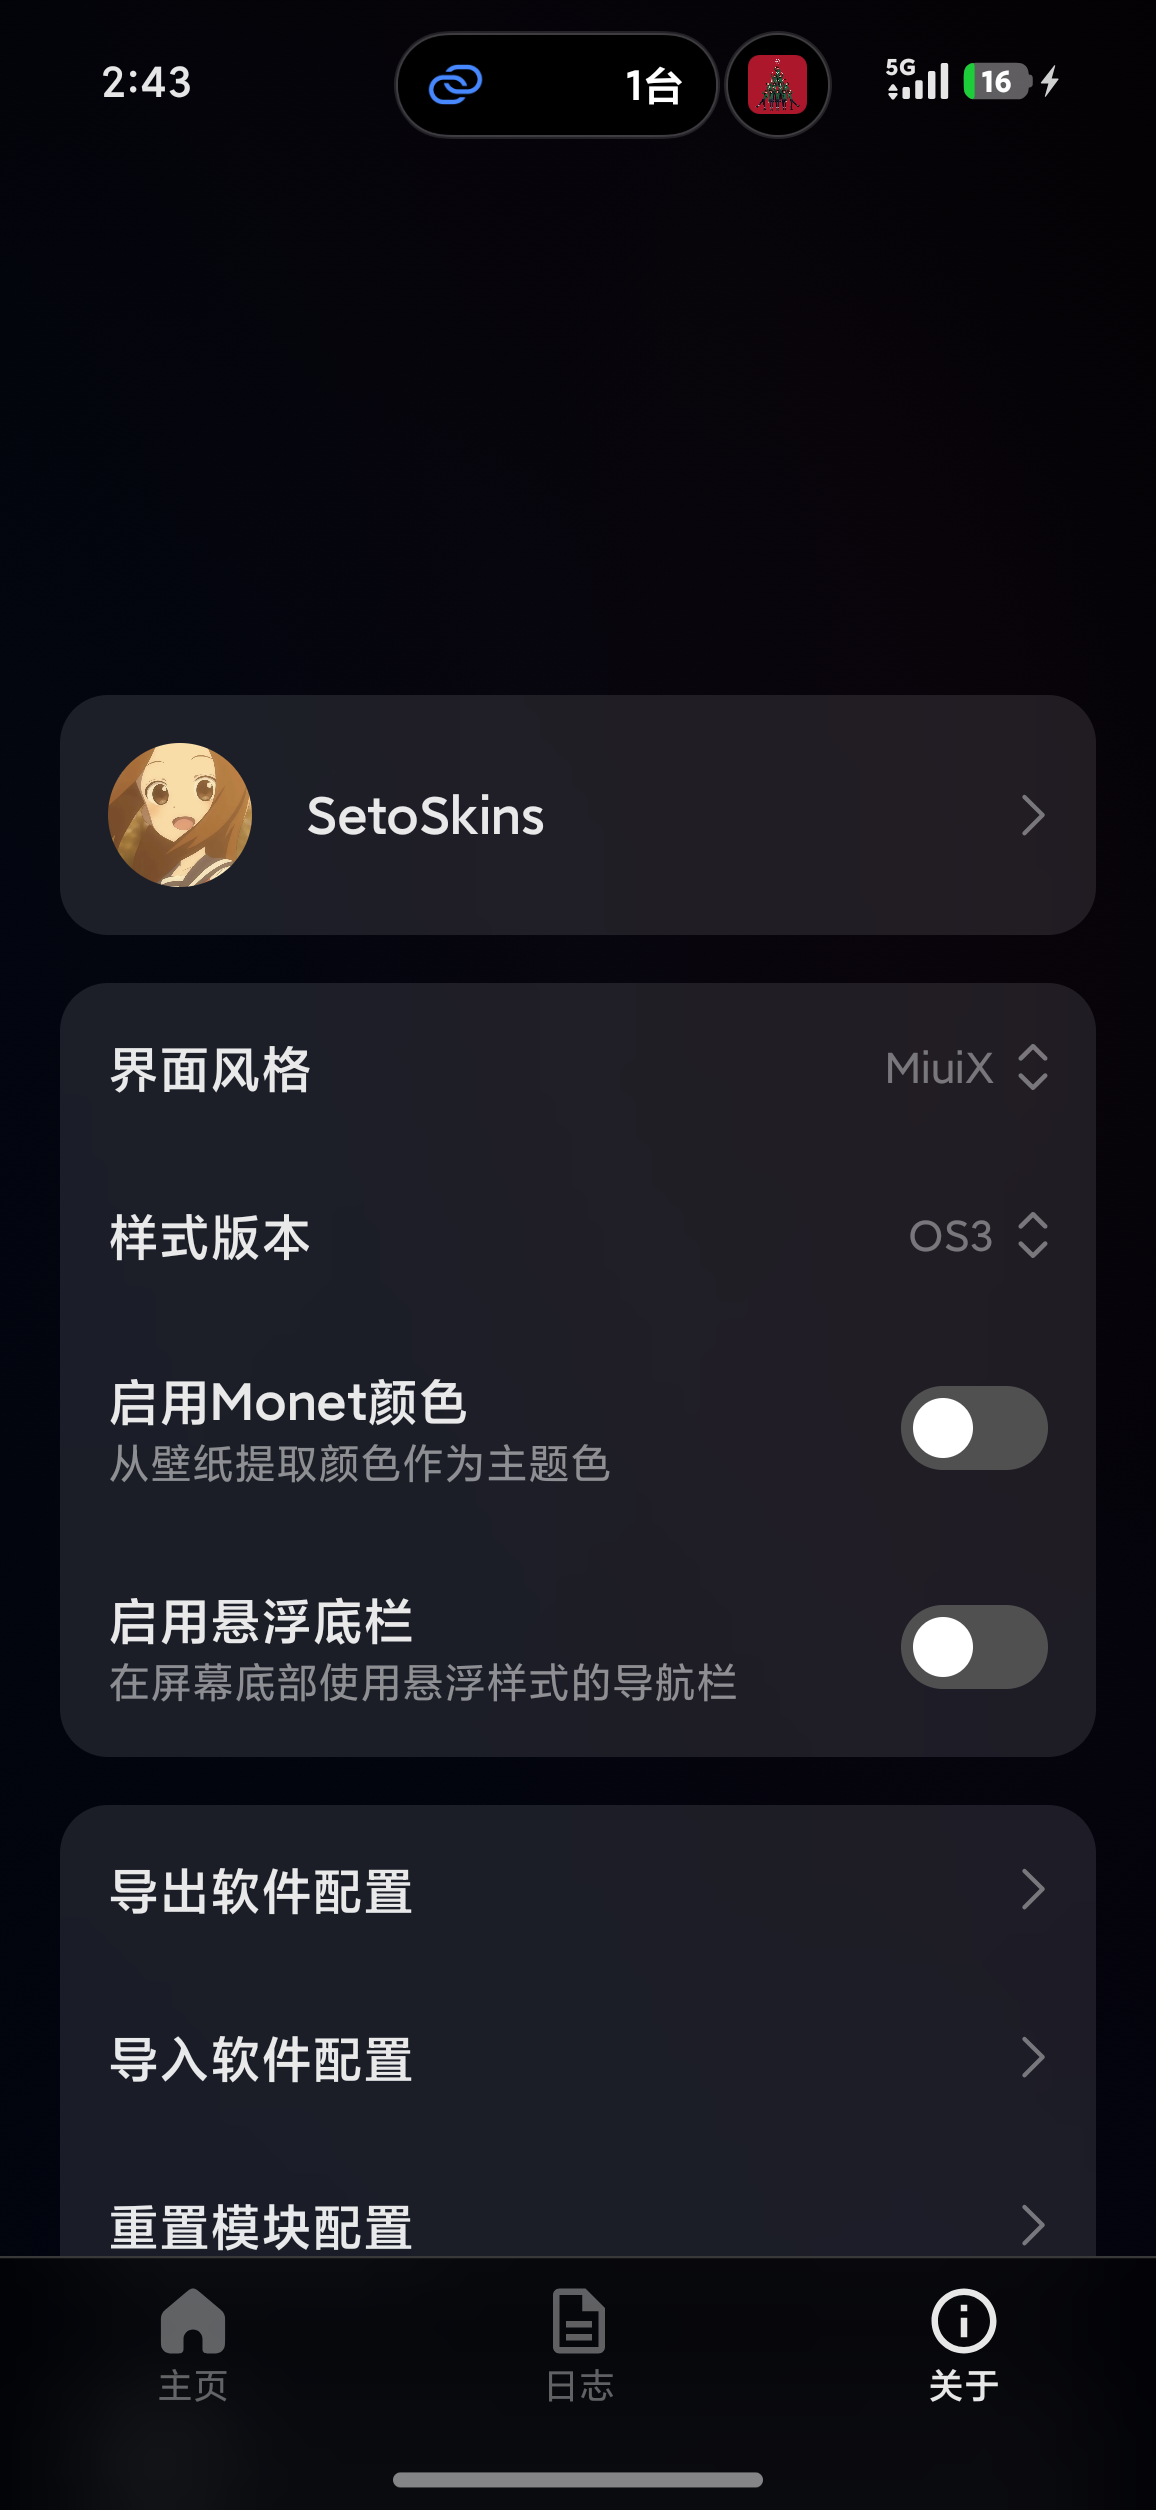 2:43
1台
5G
16
SetoSkins
界面风格
MiuiX
样式版本
OS3
启用Monet颜色
从壁纸提取颜色作为主题色
启用悬浮底栏
在屏幕底部使用悬浮样式的导航栏
导出软件配置
导入软件配置
重置模块配置
主页
日志
关于